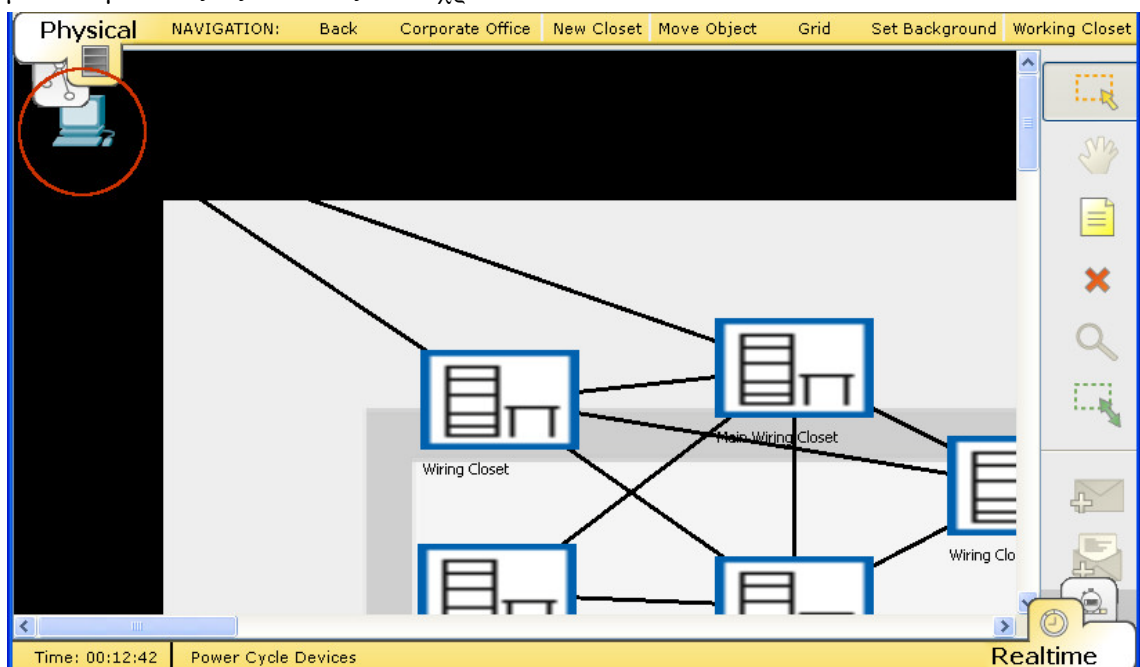 Physical NAVIGATION: Back Corporate Office New Closet Move Object Grid Set Background Working Closet
Main Wiring Closet
Wiring Closet
Wiring Clo
Time: 00:12:42 Power Cycle Devices
Realtime